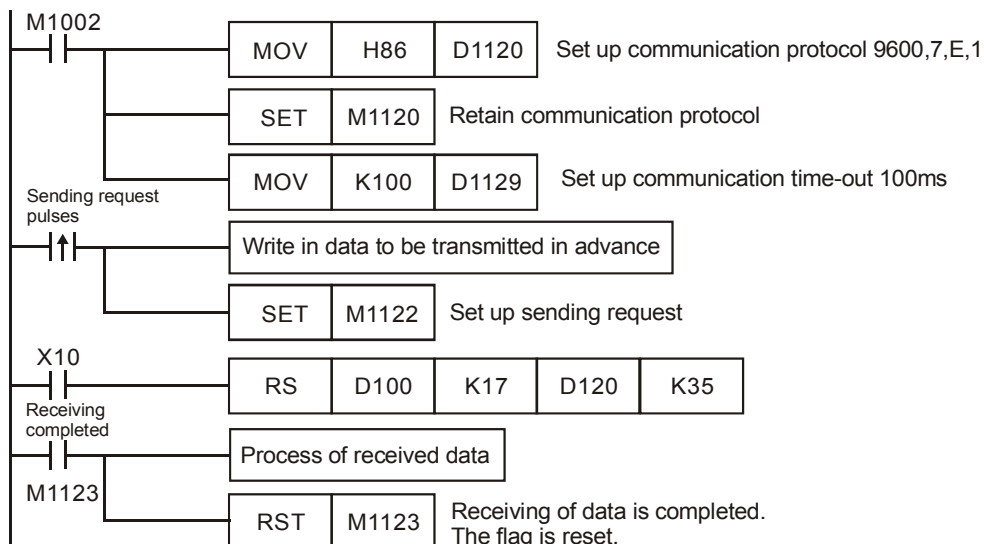 M1002
MOV H86 D1120 Set up communication protocol 9600,7,E,1
SET M1120 Retain communication protocol
MOV K100 D1129 Set up communication time-out 100ms
Sending request
pulses
Write in data to be transmitted in advance
SET M1122 Set up sending request
X10
RS D100 K17 D120 K35
Receiving
completed
Process of received data
M1123
RST M1123 Receiving of data is completed.
The flag is reset.